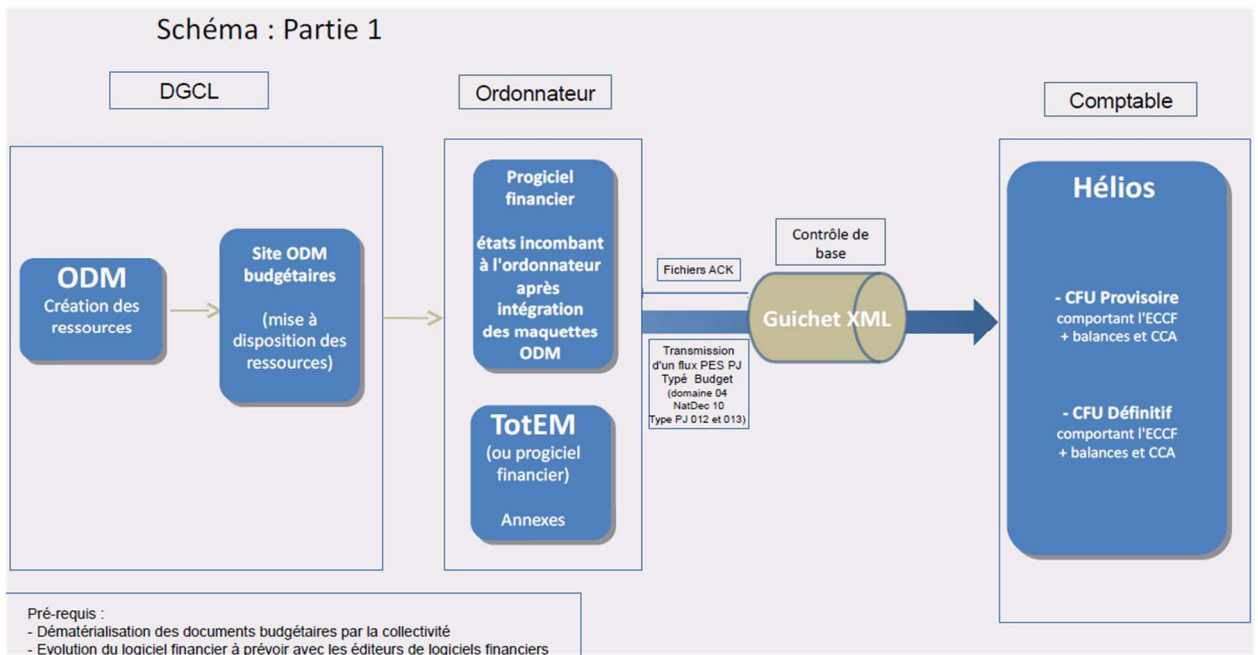 Schéma : Partie 1
DGCL
ODM
Création des
ressources
Site ODM
budgétaires
(mise à
disposition des
ressources)
Ordonnateur
Progiciel
financier
états incombant
à l'ordonnateur
après
intégration
des maquettes
ODM
TotEM
(ou progiciel
financier)
Annexes
Fichiers ACK
Transmission
d'un flux PES PJ
Typé Budget
(domaine 04
NatDec 10
Type PJ 012 et 013)
Contrôle de
base
Guichet XML
Comptable
Hélios
- CFU Provisoire
comportant l'ECCF
+ balances et CCA
- CFU Définitif
comportant l'ECCF
+ balances et CCA
Pré-requis :
- Dématérialisation des documents budgétaires par la collectivité
- Evolution du logiciel financier à prévoir avec les éditeurs de logiciels financiers